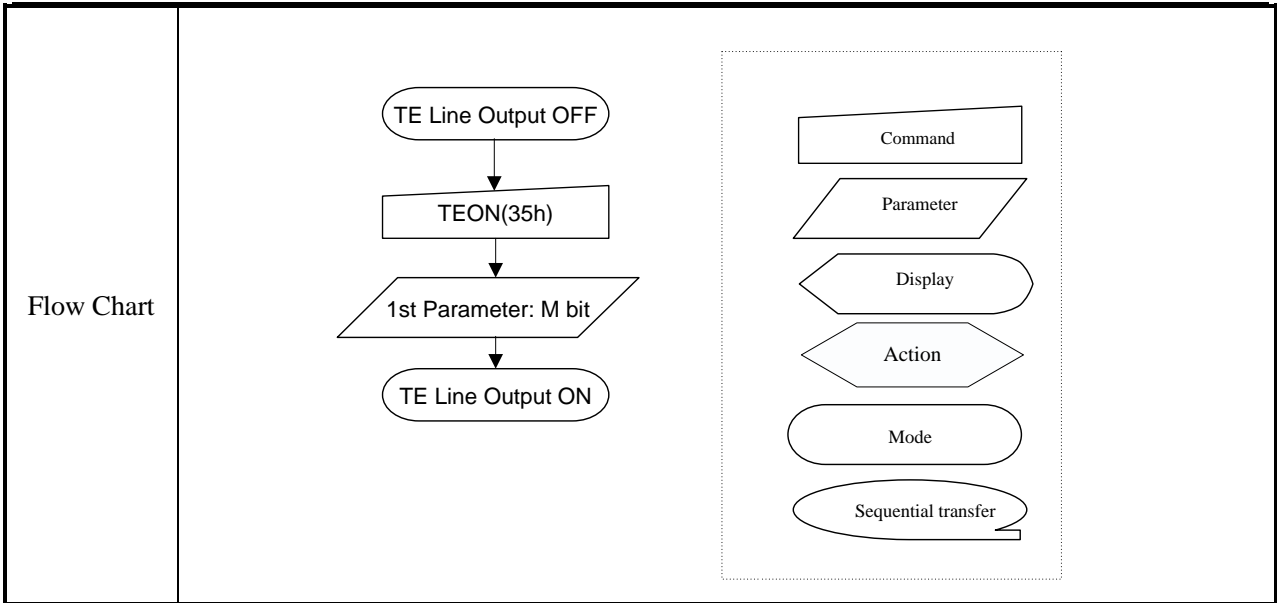 Flow Chart
TE Line Output OFF
TEON(35h)
1st Parameter: M bit
TE Line Output ON
Command
Parameter
Display
Action
Mode
Sequential transfer